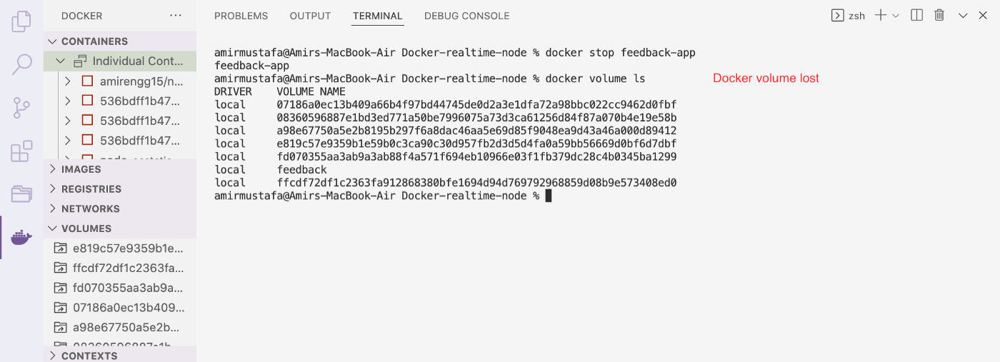 DOCKER
CONTAINERS
Individual Cont...
amirengg15/n...
536bdff1b47...
536bdff1b47...
536bdff1b47...
IMAGES
REGISTRIES
NETWORKS
VOLUMES
e819c57e9359b1e...
ffcdf72df1c2363fa...
fd070355aa3ab9a...
07186a0ec13b409...
a98e67750a5e2b...
CONTEXTS
PROBLEMS OUTPUT TERMINAL DEBUG CONSOLE zsh
amirmustafa@Amirs-MacBook-Air Docker-realtime-node % docker stop feedback-app
feedback-app
amirmustafa@Amirs-MacBook-Air Docker-realtime-node % docker volume ls
Docker volume lost
DRIVER VOLUME NAME
local 07186a0ec13b409a66b4f97bd44745de0d2a3e1dfa72a98bbc022cc9462d0fbf
local 08360596887e1bd3ed771a50be7996075a73d3ca61256d84f87a070b4e19e58b
local a98e67750a5e2b8195b297f6a8dac46aa5e69d85f9048ea9d43a46a000d89412
local e819c57e9359b1e59b0c3ca90c30d957fb2d3d5d4fa0a59bb56669d0bf6d7dbf
local fd070355aa3ab9a3ab88f4a571f694eb10966e03f1fb379dc28c4b0345ba1299
local feedback
local ffcdf72df1c2363fa912868380bfe1694d94d769792968859d08b9e573408ed0
amirmustafa@Amirs-MacBook-Air Docker-realtime-node %